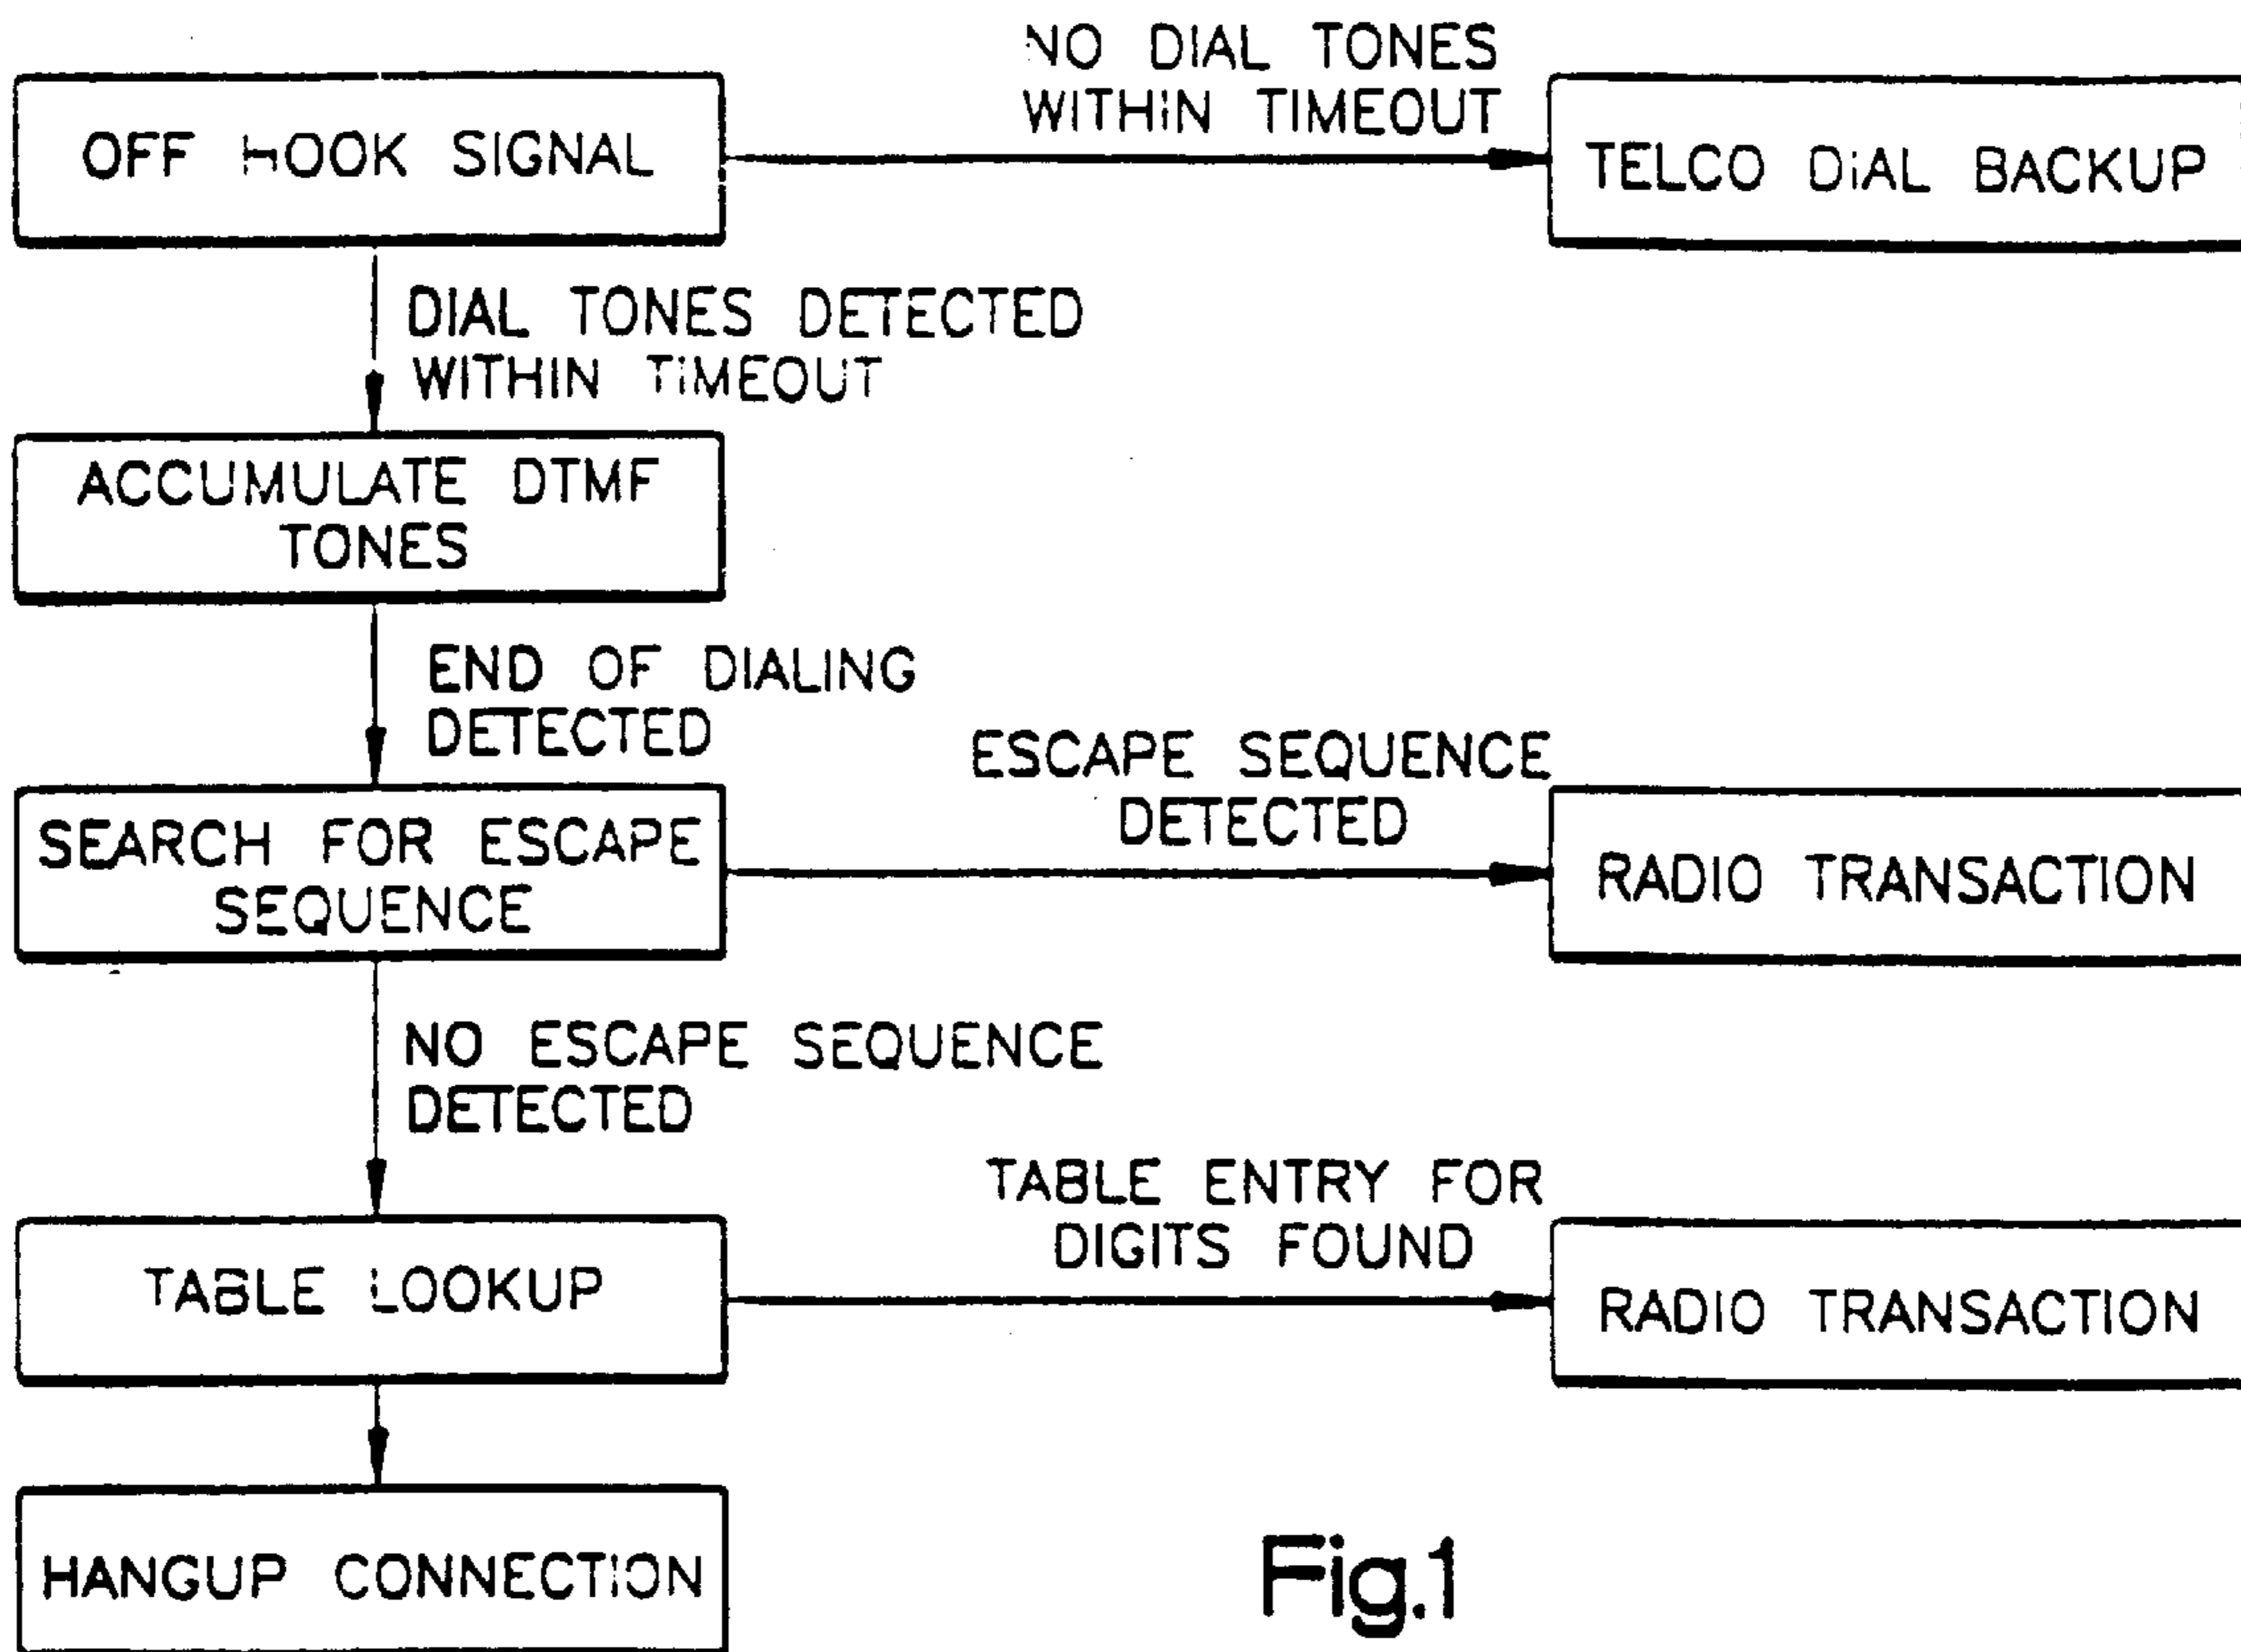 NO DIAL TONES
WITHIN TIMEOUT
OFF HOOK SIGNAL
TELCO DIAL BACKUP
DIAL TONES DETECTED
WITHIN TIMEOUT
ACCUMULATE DTMF
TONES
END OF DIALING
DETECTED
ESCAPE SEQUENCE
DETECTED
SEARCH FOR ESCAPE
SEQUENCE
RADIO TRANSACTION
NO ESCAPE SEQUENCE
DETECTED
TABLE ENTRY FOR
DIGITS FOUND
TABLE LOOKUP
RADIO TRANSACTION
HANGUP CONNECTION
Fig.1